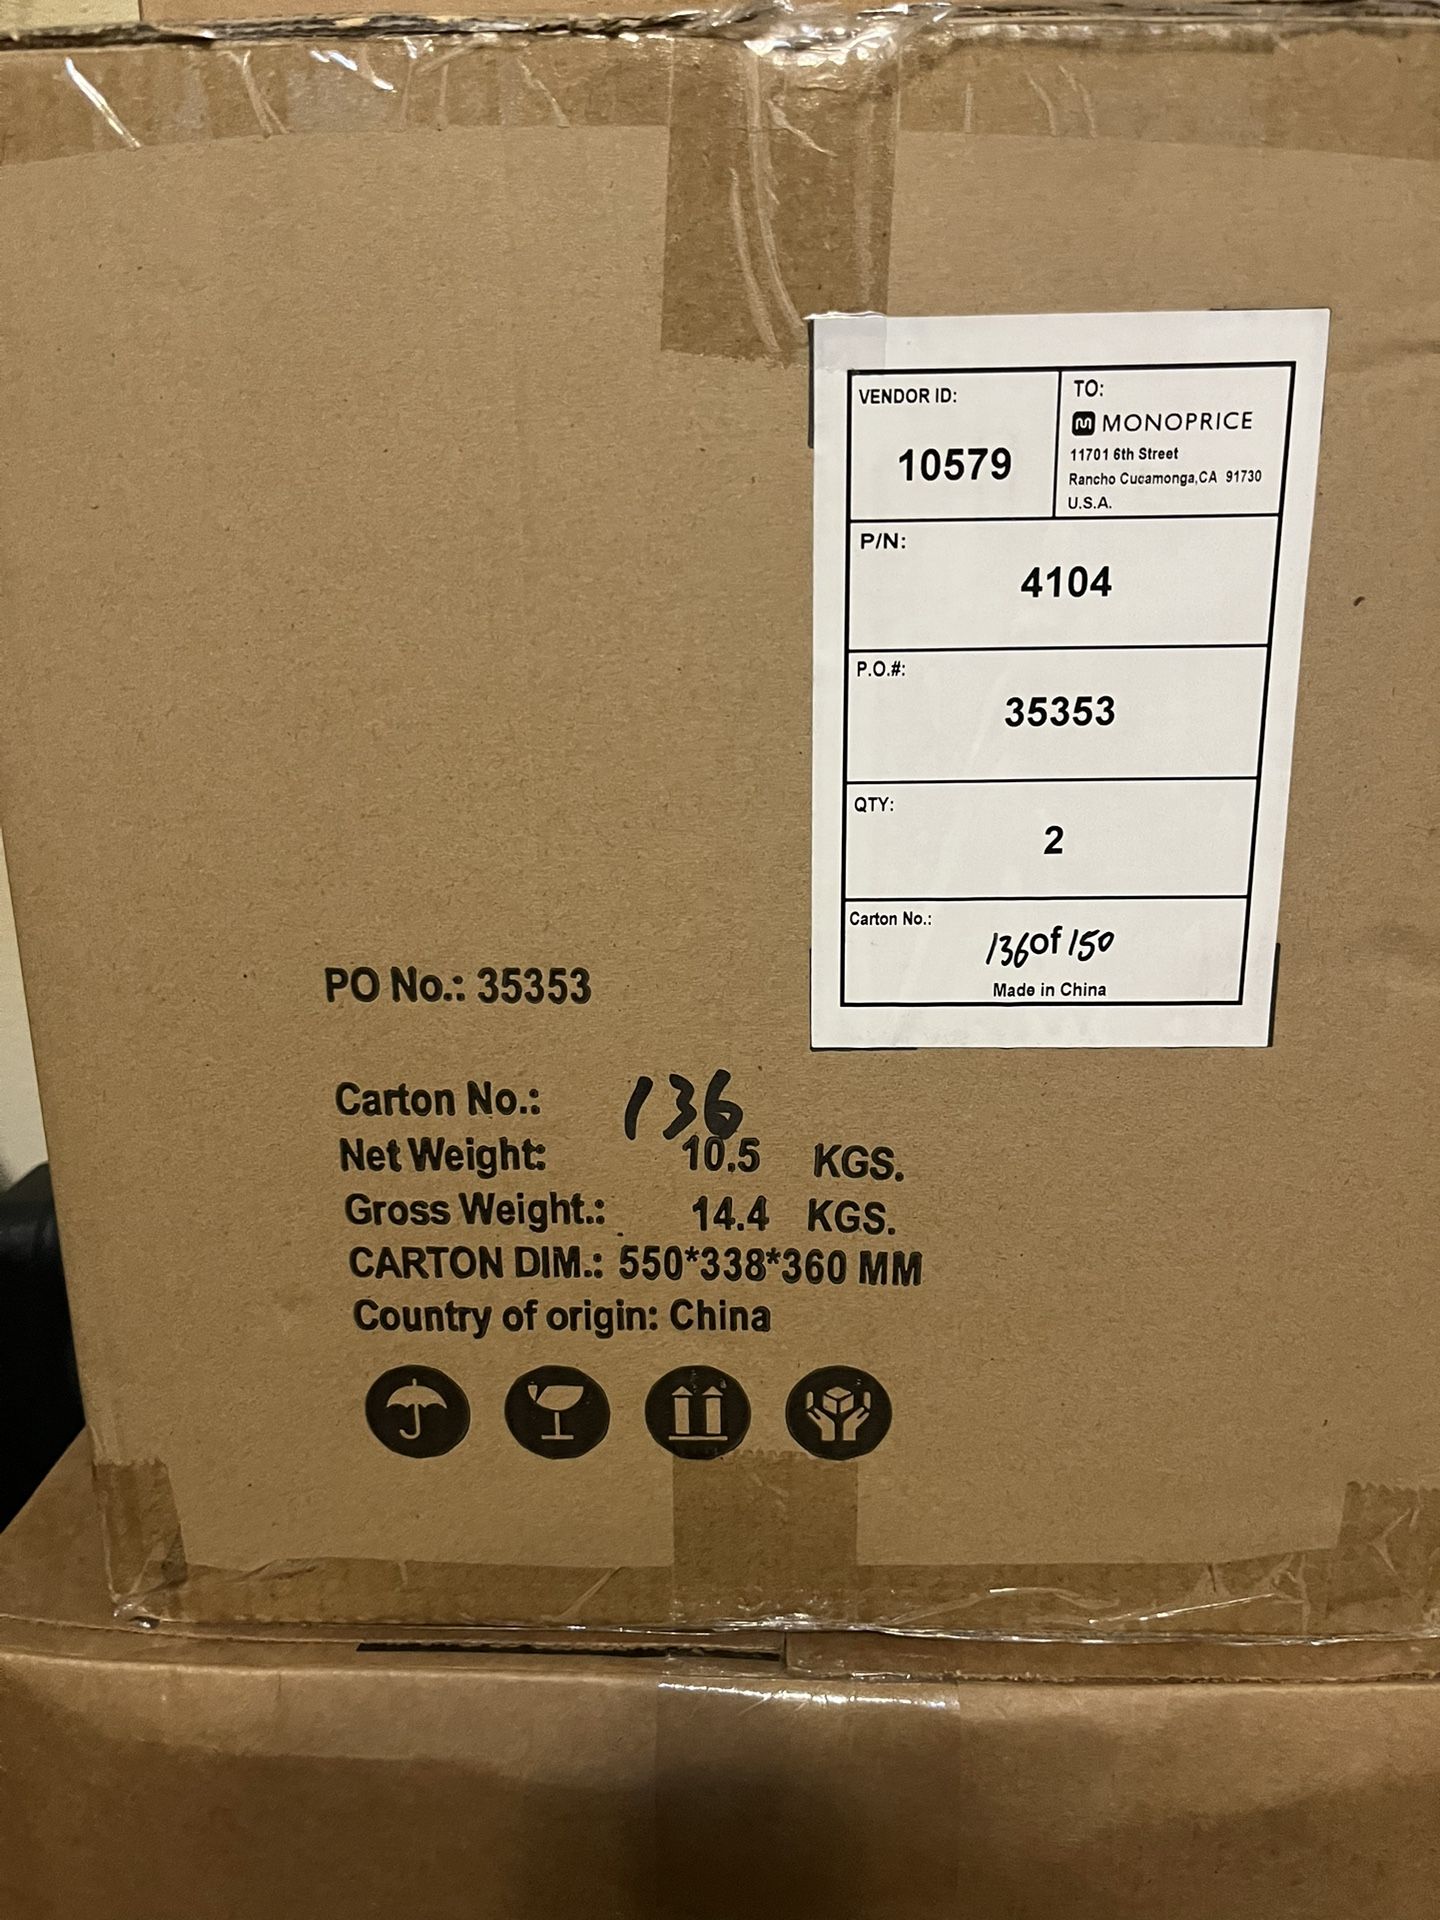 VENDOR ID:
10579
TO:
MONOPRICE
11701 6th Street
Rancho Cucamonga,CA 91730
U.S.A.
P/N:
4104
P.O.#:
35353
QTY:
2
Carton No.:
136of 150
Made in China
PO No.: 35353
Carton No.: 136
Net Weight: 10.5 KGS.
Gross Weight.: 14.4 KGS.
CARTON DIM.: 550*338*360 MM
Country of origin: China